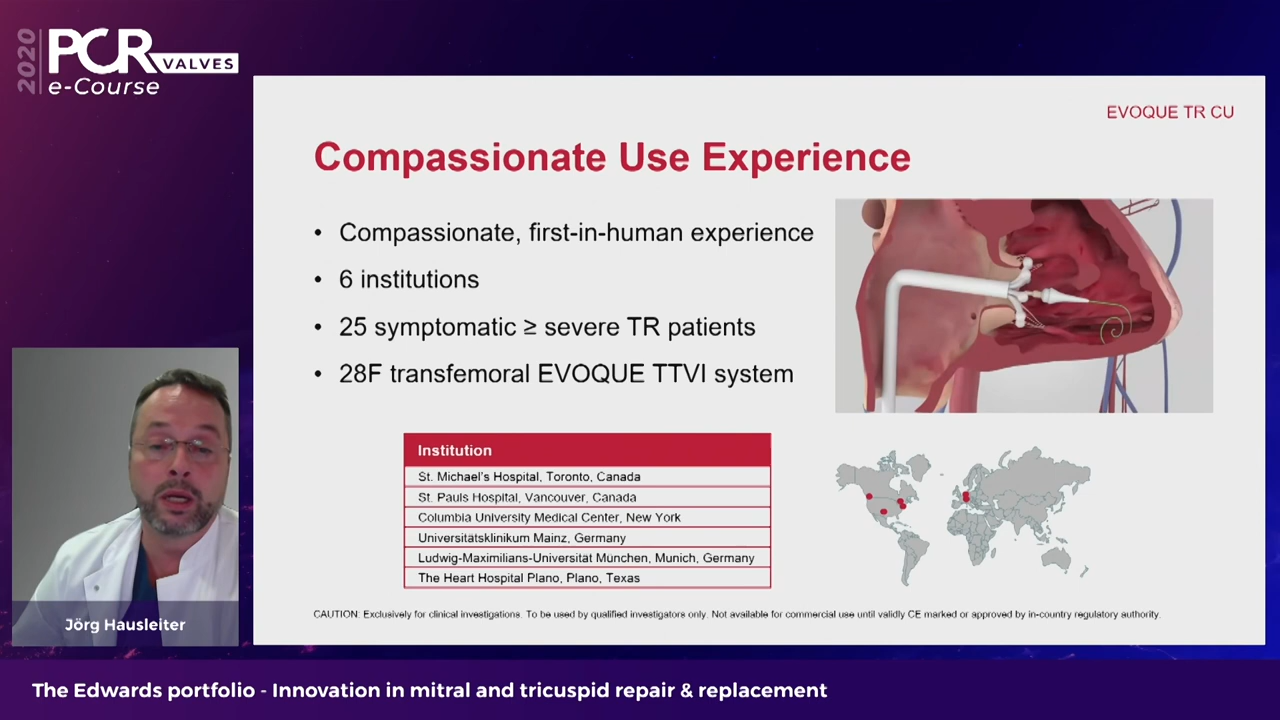 2020
PCR
VALVES
e-Course
EVOQUE TR CU
Compassionate Use Experience
• Compassionate, first-in-human experience
• 6 institutions
• 25 symptomatic ≥ severe TR patients
• 28F transfemoral EVOQUE TTVI system
Institution
St. Michael's Hospital, Toronto, Canada
St. Pauls Hospital, Vancouver, Canada
Columbia University Medical Center, New York
Universitätsklinikum Mainz, Germany
Ludwig-Maximilians-Universität München, Munich, Germany
The Heart Hospital Plano, Plano, Texas
CAUTION: Exclusively for clinical investigations. To be used by qualified investigators only. Not available for commercial use until validly CE marked or approved by in-country regulatory authority.
Jörg Hausleiter
The Edwards portfolio - Innovation in mitral and tricuspid repair & replacement